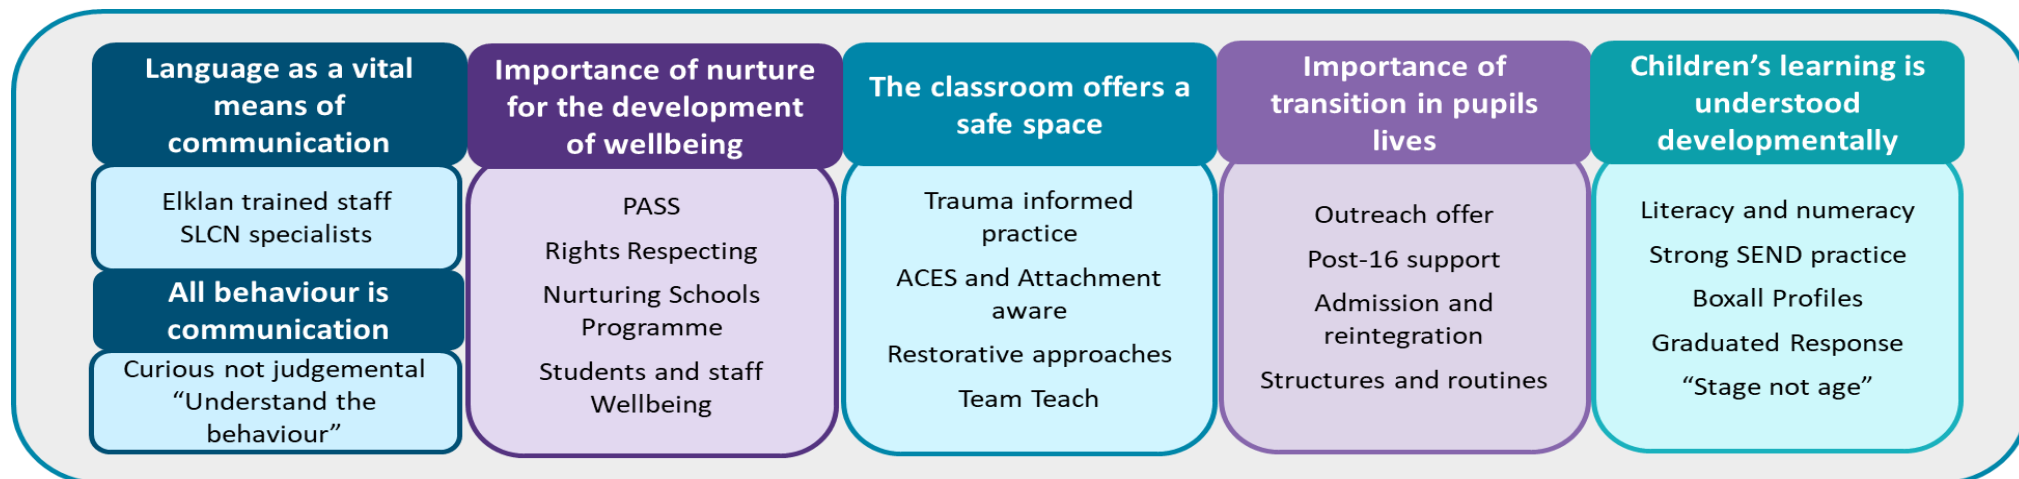 Language as a vital
means of
communication
Elklan trained staff
SLCN specialists
All behaviour is
communication
Curious not judgemental
“Understand the
behaviour”
Importance of nurture
for the development
of wellbeing
PASS
Rights Respecting
Nurturing Schools
Programme
Students and staff
Wellbeing
The classroom offers a
safe space
Trauma informed
practice
ACES and Attachment
aware
Restorative approaches
Team Teach
Importance of
transition in pupils
lives
Outreach offer
Post-16 support
Admission and
reintegration
Structures and routines
Children’s learning is
understood
developmentally
Literacy and numeracy
Strong SEND practice
Boxall Profiles
Graduated Response
“Stage not age”